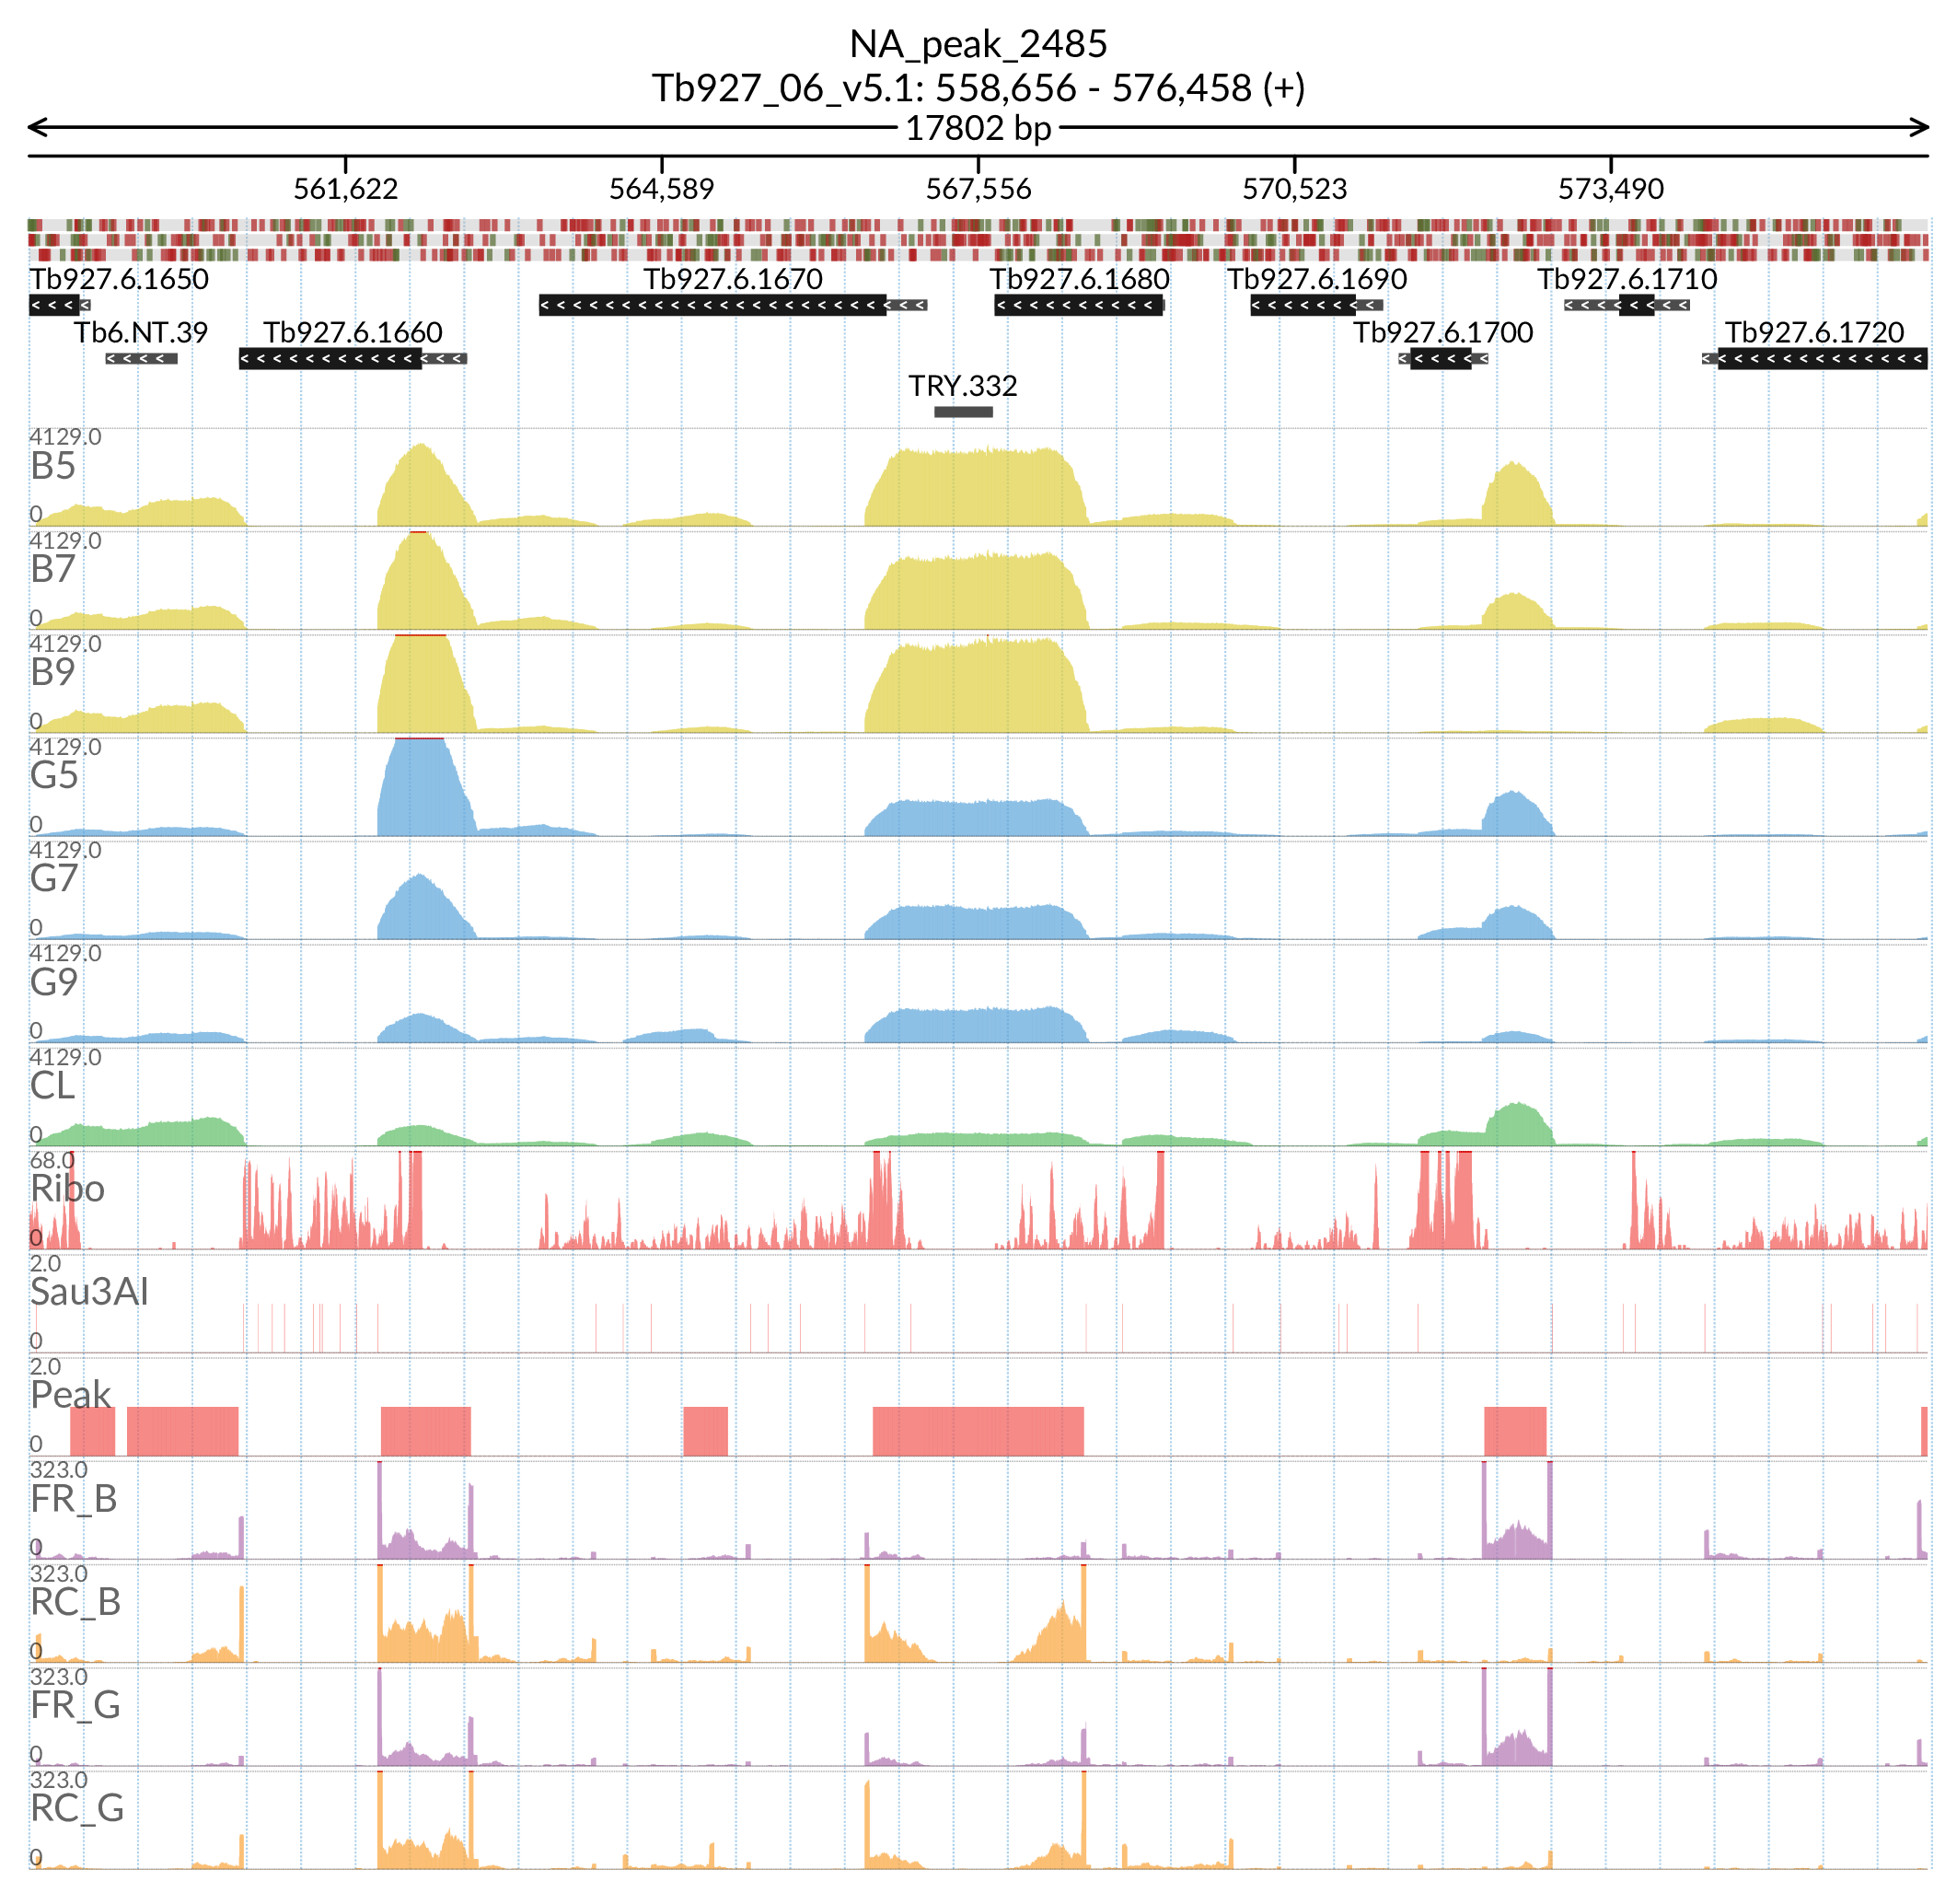 NA_peak_2485
Tb927_06_v5.1: 558,656 - 576,458 (+)
17802 bp
561,622 564,589 567,556 570,523 573,490
Tb927.6.1650 Tb927.6.1670 Tb927.6.1680 Tb927.6.1690 Tb927.6.1710
Tb6.NT.39 Tb927.6.1660 Tb927.6.1700 Tb927.6.1720
TRY.332
4129.0
B5
0
4129.0
B7
0
4129.0
B9
0
4129.0
G5
0
4129.0
G7
0
4129.0
G9
0
4129.0
CL
0
68.0
Ribo
0
2.0
Sau3AI
0
2.0
Peak
0
323.0
FR_B
0
323.0
RC_B
0
323.0
FR_G
0
323.0
RC_G
0